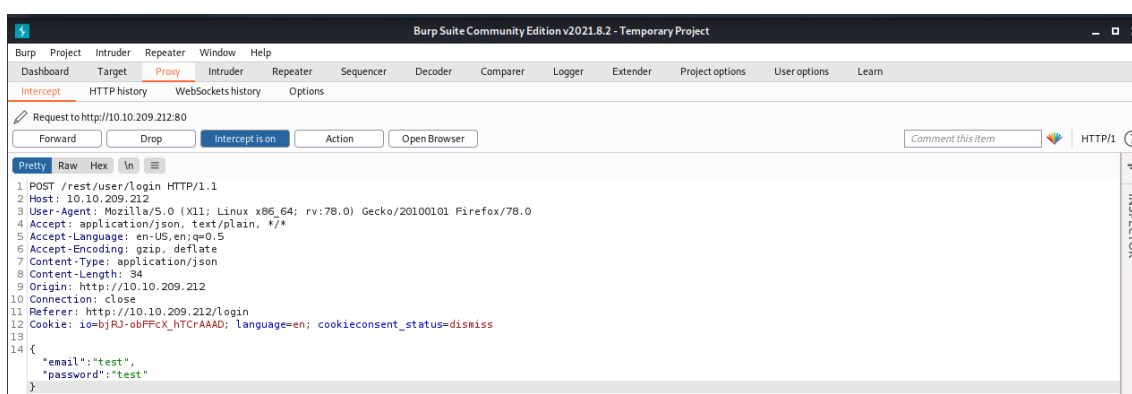 Burp Suite Community Edition v2021.8.2 - Temporary Project
Burp Project Intruder Repeater Window Help
Dashboard Target Proxy Intruder Repeater Sequencer Decoder Comparer Logger Extender Project options User options Learn
Intercept HTTP history WebSockets history Options
Request to http://10.10.209.212:80
Forward Drop Intercept is on Action Open Browser Comment this item HTTP/1
Pretty Raw Hex \n
INSPECTOR
1 POST /rest/user/login HTTP/1.1
2 Host: 10.10.209.212
3 User-Agent: Mozilla/5.0 (X11; Linux x86_64; rv:78.0) Gecko/20100101 Firefox/78.0
4 Accept: application/json, text/plain, */*
5 Accept-Language: en-US,en;q=0.5
6 Accept-Encoding: gzip, deflate
7 Content-Type: application/json
8 Content-Length: 34
9 Origin: http://10.10.209.212
10 Connection: close
11 Referer: http://10.10.209.212/login
12 Cookie: io=bjRJ-obFFcX_hTCrAAAD; language=en; cookieconsent_status=dismiss
13
14 {
"email":"test",
"password":"test"
}